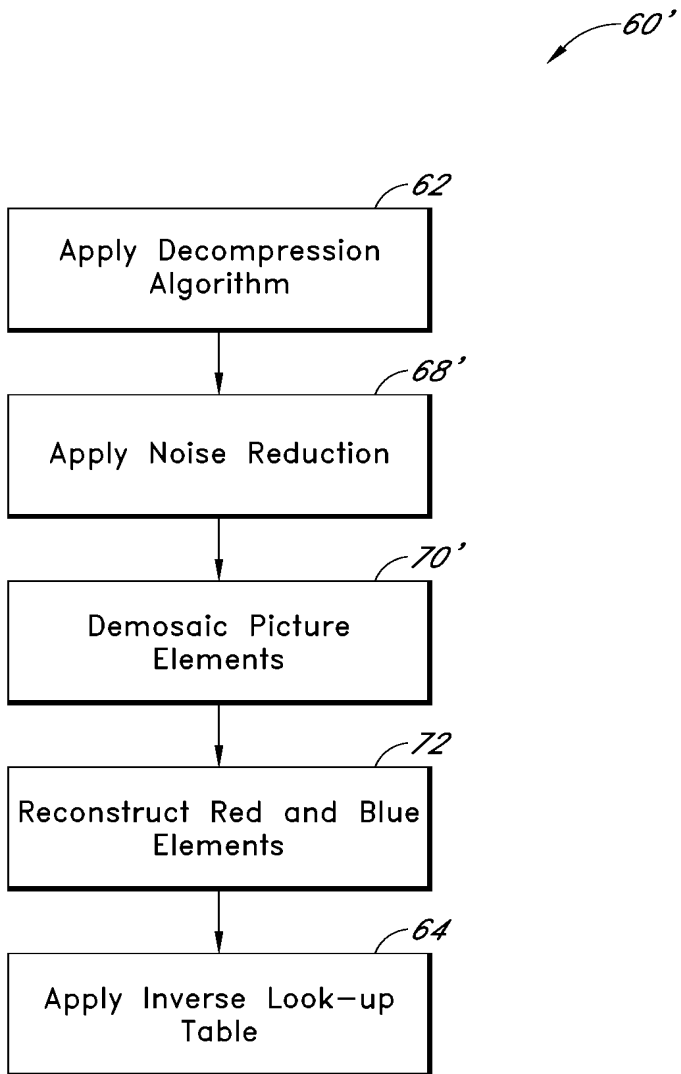 60'
62
Apply Decompression
Algorithm
68'
Apply Noise Reduction
70'
Demosaic Picture
Elements
72
Reconstruct Red and Blue
Elements
64
Apply Inverse Look-up
Table